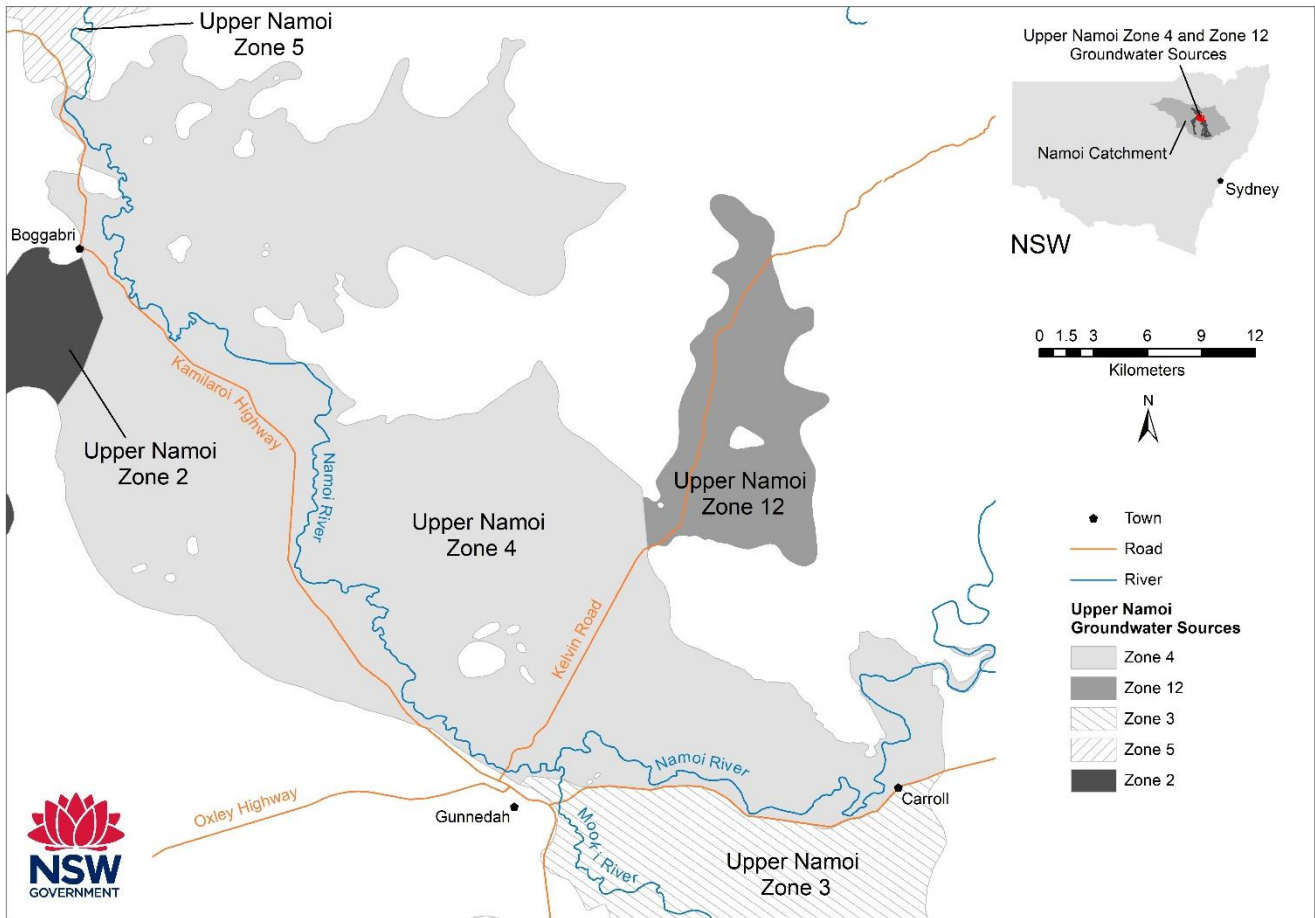 Upper Namoi
Zone 5
Boggabri
Kamilaroi Highway
Namoi River
Upper Namoi
Zone 2
Upper Namoi
Zone 4
Upper Namoi
Zone 12
Kelvin Road
Namoi River
Carroll
Oxley Highway
Gunnedah
Mooki River
Upper Namoi
Zone 3
NSW
GOVERNMENT
Upper Namoi Zone 4 and Zone 12
Groundwater Sources
Namoi Catchment
Sydney
NSW
0 1.5 3 6 9 12
Kilometers
N
Town
Road
River
Upper Namoi
Groundwater Sources
Zone 4
Zone 12
Zone 3
Zone 5
Zone 2